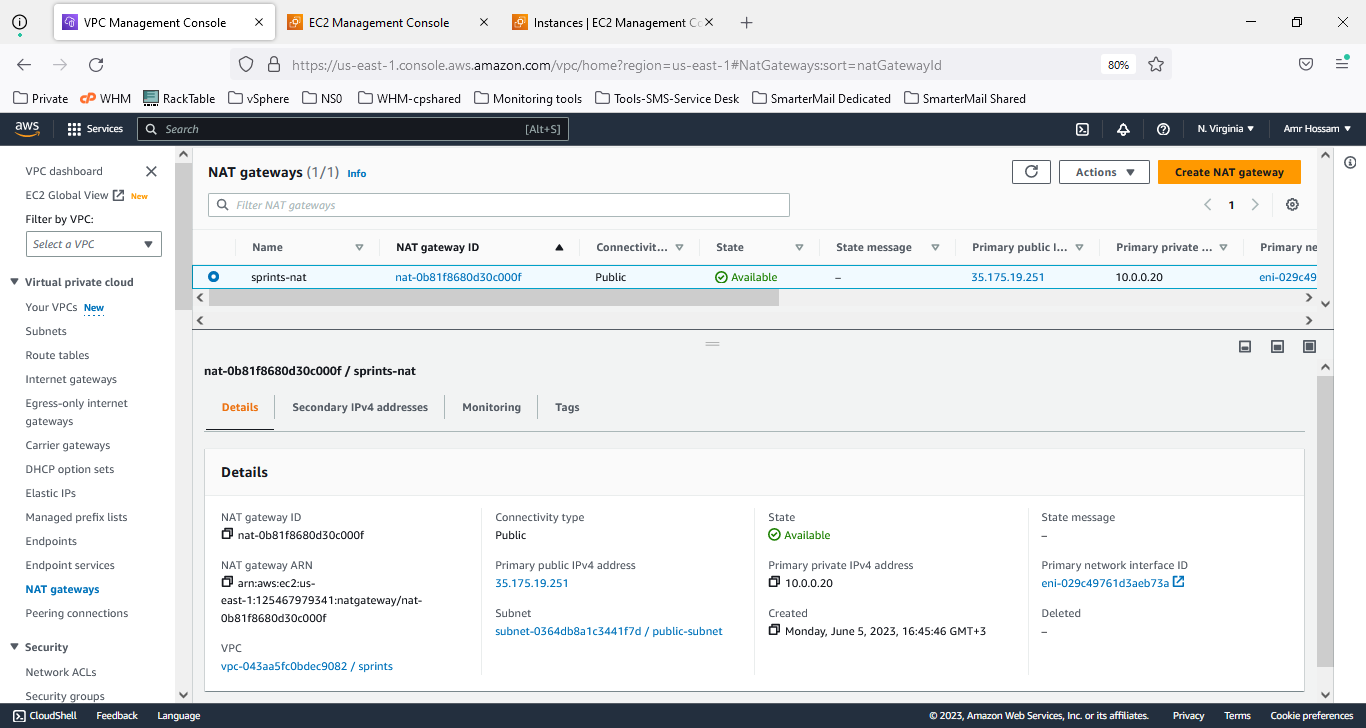 VPC Management Console
EC2 Management Console
Instances | EC2 Management Co
https://us-east-1.console.aws.amazon.com/vpc/home?region=us-east-1#NatGateways:sort=natGatewayId
80%
Private
WHM
RackTable
vSphere
NS0
WHM-cpshared
Monitoring tools
Tools-SMS-Service Desk
SmarterMail Dedicated
SmarterMail Shared
aws
Services
Search
[Alt+S]
N. Virginia
Amr Hossam
VPC dashboard
EC2 Global View
New
Filter by VPC:
Select a VPC
Virtual private cloud
Your VPCs New
Subnets
Route tables
Internet gateways
Egress-only internet
gateways
Carrier gateways
DHCP option sets
Elastic IPs
Managed prefix lists
Endpoints
Endpoint services
NAT gateways
Peering connections
Security
Network ACLs
Security groups
NAT gateways (1/1) Info
Actions
Create NAT gateway
Filter NAT gateways
1
Name
NAT gateway ID
Connectivit...
State
State message
Primary public I...
Primary private ...
Primary ne
sprints-nat
nat-0b81f8680d30c000f
Public
Available
–
35.175.19.251
10.0.0.20
eni-029c49
nat-0b81f8680d30c000f / sprints-nat
Details
Secondary IPv4 addresses
Monitoring
Tags
Details
NAT gateway ID
nat-0b81f8680d30c000f
NAT gateway ARN
arn:aws:ec2:us-
east-1:125467979341:natgateway/nat-
0b81f8680d30c000f
VPC
vpc-043aa5fc0bdec9082 / sprints
Connectivity type
Public
Primary public IPv4 address
35.175.19.251
Subnet
subnet-0364db8a1c3441f7d / public-subnet
State
Available
Primary private IPv4 address
10.0.0.20
Created
Monday, June 5, 2023, 16:45:46 GMT+3
State message
–
Primary network interface ID
eni-029c49761d3aeb73a
Deleted
–
CloudShell
Feedback
Language
© 2023, Amazon Web Services, Inc. or its affiliates.
Privacy
Terms
Cookie preferences